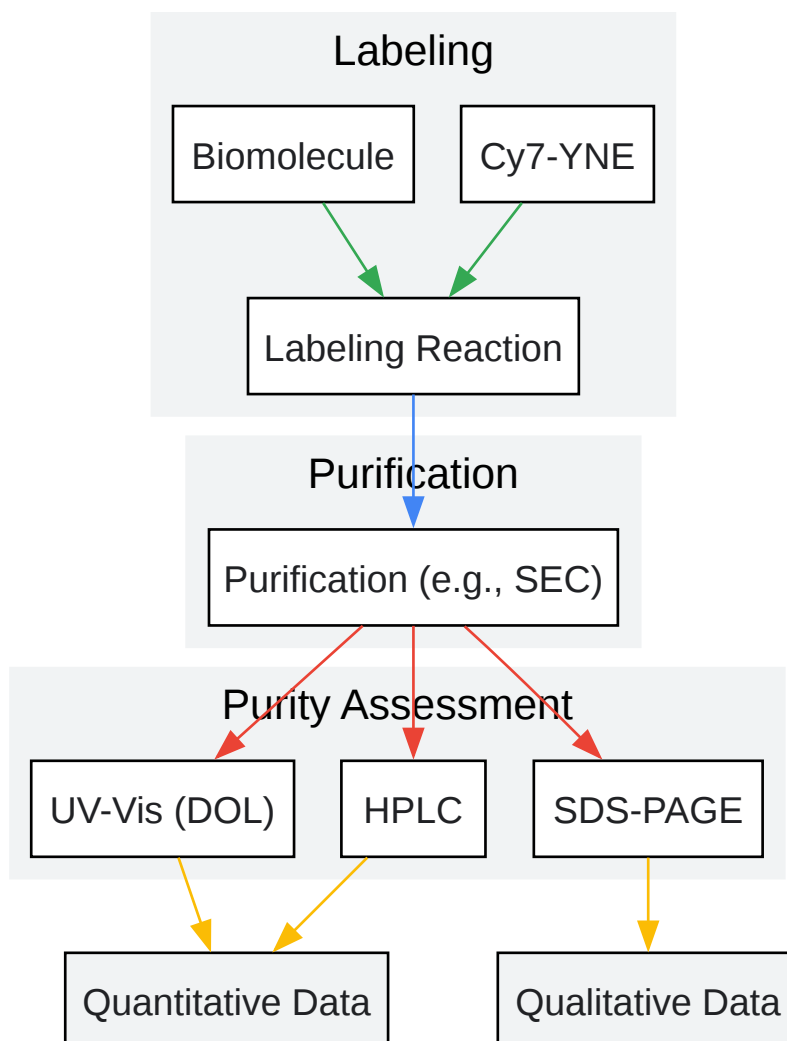 Labeling
Biomolecule
Cy7-YNE
Labeling Reaction
Purification
Purification (e.g., SEC)
Purity Assessment
UV-Vis (DOL)
HPLC
SDS-PAGE
Quantitative Data
Qualitative Data